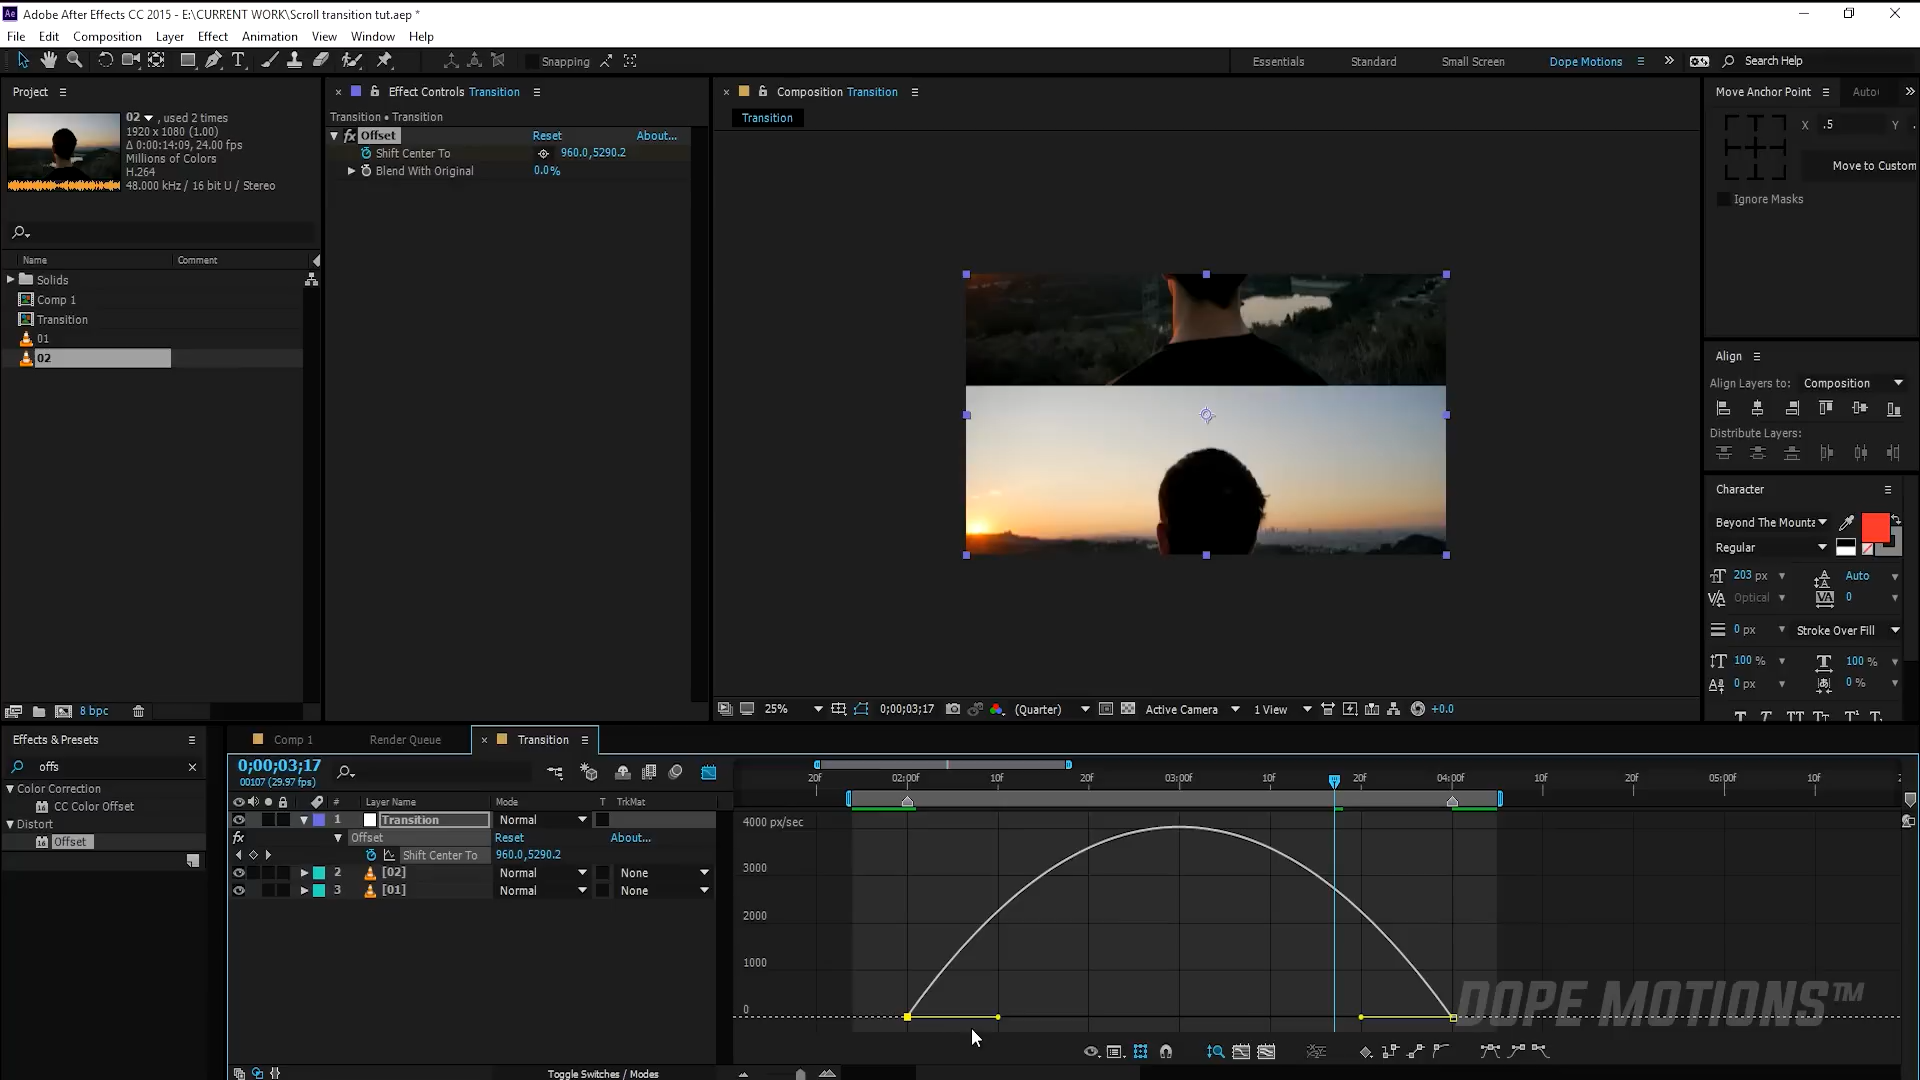 Adobe After Effects CC 2015 - E:\CURRENT WORK\Scroll transition tut.aep *
File Edit Composition Layer Effect Animation View Window Help
Snapping
Essentials Standard Small Screen Dope Motions Search Help
Project
02 , used 2 times
1920 x 1080 (1.00)
Δ 0:00:14:09, 24.00 fps
Millions of Colors
H.264
48.000 kHz / 16 bit U / Stereo
Name Comment
Solids
Comp 1
Transition
01
02
8 bpc
Effect Controls Transition
Transition • Transition
fx Offset Reset About...
Shift Center To 960.0,5290.2
Blend With Original 0.0%
Composition Transition
Transition
25% 0;00;03;17 (Quarter) Active Camera 1 View +0.0
Move Anchor Point
X .5 Y
Move to Custom
Ignore Masks
Align
Align Layers to: Composition
Distribute Layers:
Character
Beyond The Mounta
Regular
203 px Auto
Optical 0
0 px Stroke Over Fill
100 % 100 %
0 px 0 %
Effects & Presets
offs
Color Correction
CC Color Offset
Distort
Offset
Comp 1 Render Queue Transition
0;00;03;17
00107 (29.97 fps)
# Layer Name Mode T TrkMat
1 Transition Normal
fx Offset Reset About...
Shift Center To 960.0,5290.2
2 [02] Normal None
3 [01] Normal None
Toggle Switches / Modes
20f 02:00f 10f 20f 03:00f 10f 20f 04:00f 10f 20f 05:00f 10f
4000 px/sec
3000
2000
1000
0
DOPE MOTIONS™